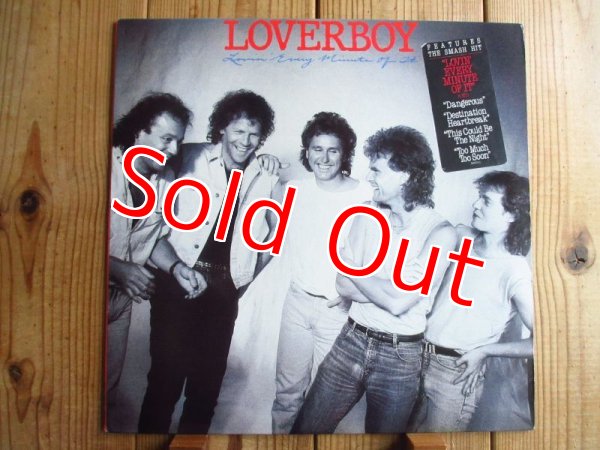 LOVERBOY
Lovin' Every Minute of It
FEATURES
THE SMASH HIT
"LOVIN'
EVERY
MINUTE
OF IT"
"Dangerous"
"Destination
Heartbreak"
"This Could Be
The Night"
"Too Much
Too Soon"
Sold Out